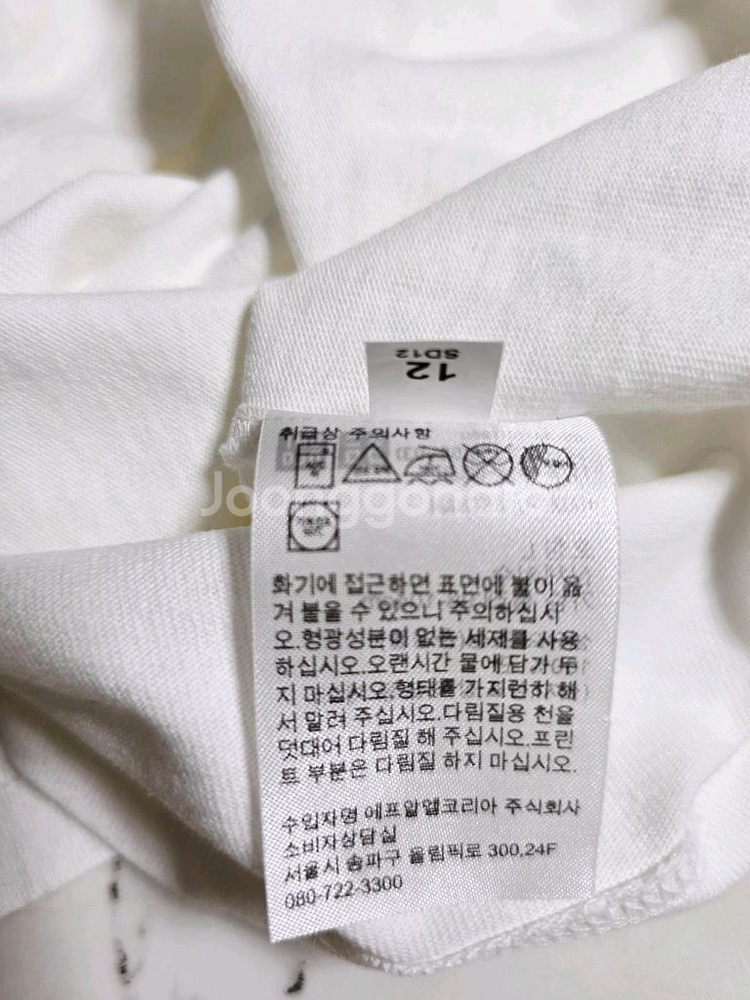 12
SD12
취급상 주의사항
화기에 접근하면 표면에 불이 옮
겨 붙을 수 있으니 주의하십시
오.형광성분이 없는 세제를 사용
하십시오.오랜시간 물에 담가 두
지 마십시오.형태를 가지런히 해
서 말려 주십시오.다림질용 천을
덧대어 다림질 해 주십시오.프린
트 부분은 다림질 하지 마십시오.
수입자명 에프알엘코리아 주식회사
소비자상담실
서울시 송파구 올림픽로 300,24F
080-722-3300